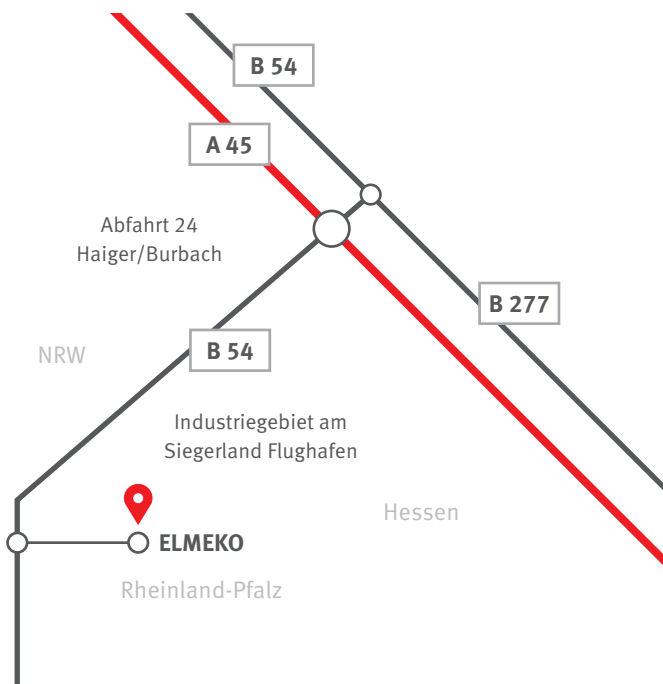 B 54
A 45
Abfahrt 24
Haiger/Burbach
B 277
NRW
B 54
Industriegebiet am
Siegerland Flughafen
Hessen
ELMEKO
Rheinland-Pfalz